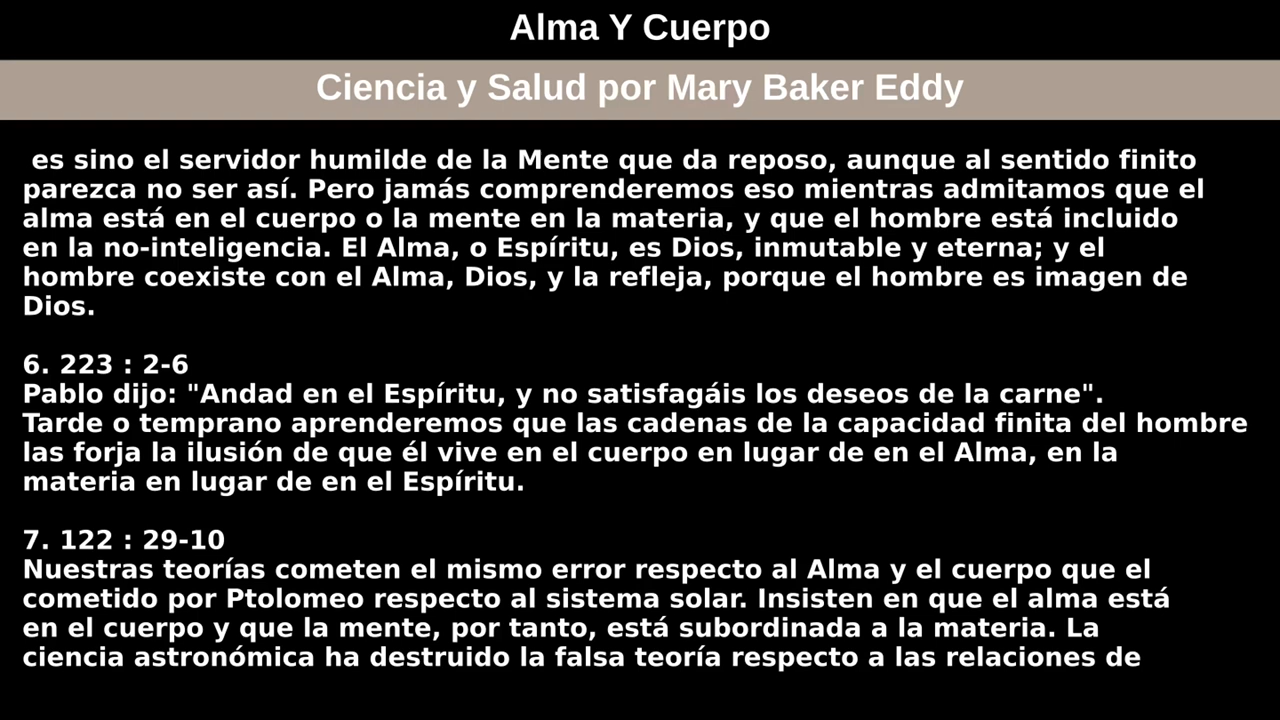 Alma Y Cuerpo
Ciencia y Salud por Mary Baker Eddy
es sino el servidor humilde de la Mente que da reposo, aunque al sentido finito
parezca no ser así. Pero jamás comprenderemos eso mientras admitamos que el
alma está en el cuerpo o la mente en la materia, y que el hombre está incluido
en la no-inteligencia. El Alma, o Espíritu, es Dios, inmutable y eterna; y el
hombre coexiste con el Alma, Dios, y la refleja, porque el hombre es imagen de
Dios.
6. 223 : 2-6
Pablo dijo: "Andad en el Espíritu, y no satisfagáis los deseos de la carne".
Tarde o temprano aprenderemos que las cadenas de la capacidad finita del hombre
las forja la ilusión de que él vive en el cuerpo en lugar de en el Alma, en la
materia en lugar de en el Espíritu.
7. 122 : 29-10
Nuestras teorías cometen el mismo error respecto al Alma y el cuerpo que el
cometido por Ptolomeo respecto al sistema solar. Insisten en que el alma está
en el cuerpo y que la mente, por tanto, está subordinada a la materia. La
ciencia astronómica ha destruido la falsa teoría respecto a las relaciones de